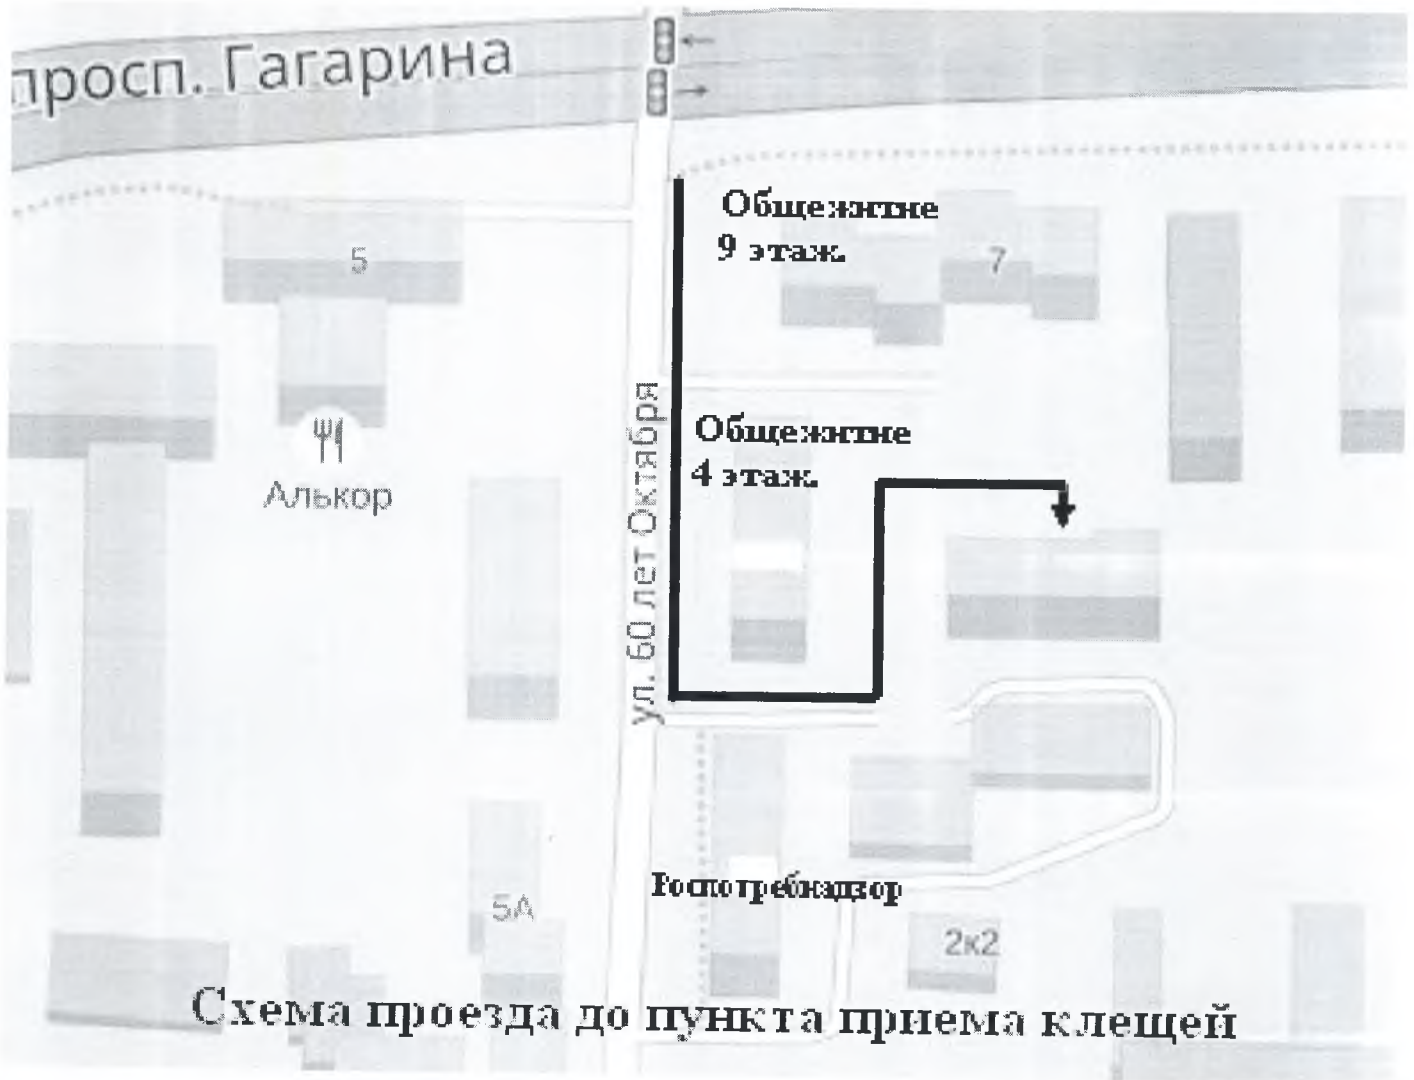 просп. Гагарина
Общежитие
9 этаж.
5
7
ул. 60 лет Октября
Общежитие
4 этаж.
Алькор
Роспотребнадзор
5А
2к2
Схема проезда до пункта приема клещей